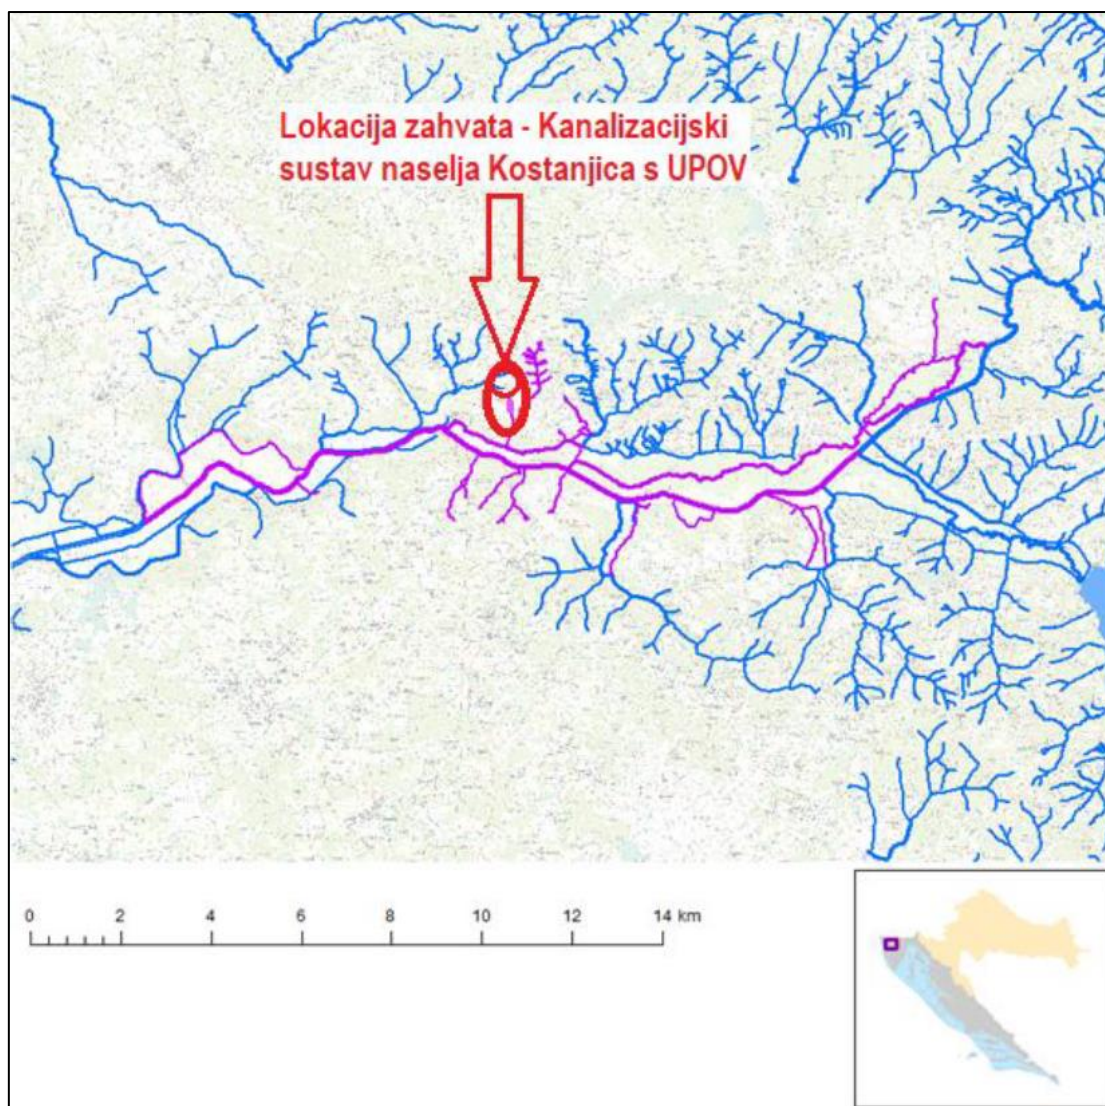 Lokacija zahvata - Kanalizacijski
sustav naselja Kostanjica s UPOV
0 2 4 6 8 10 12 14 km